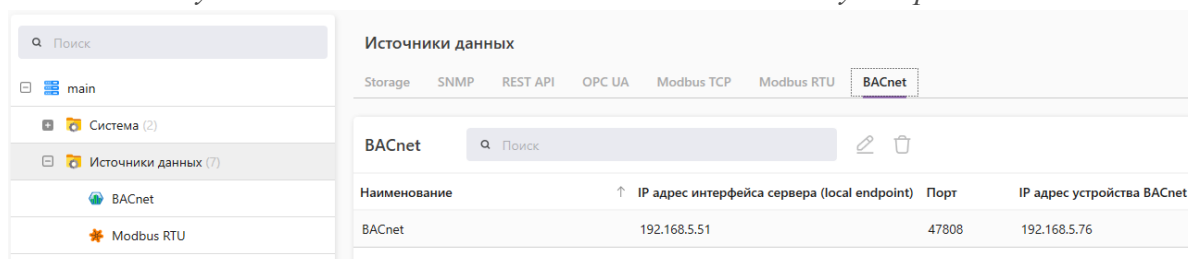 Поиск
main
Система (2)
Источники данных (7)
BACnet
Modbus RTU
Источники данных
Storage SNMP REST API OPC UA Modbus TCP Modbus RTU BACnet
BACnet Поиск
Наименование ↑ IP адрес интерфейса сервера (local endpoint) Порт IP адрес устройства BACnet
BACnet 192.168.5.51 47808 192.168.5.76